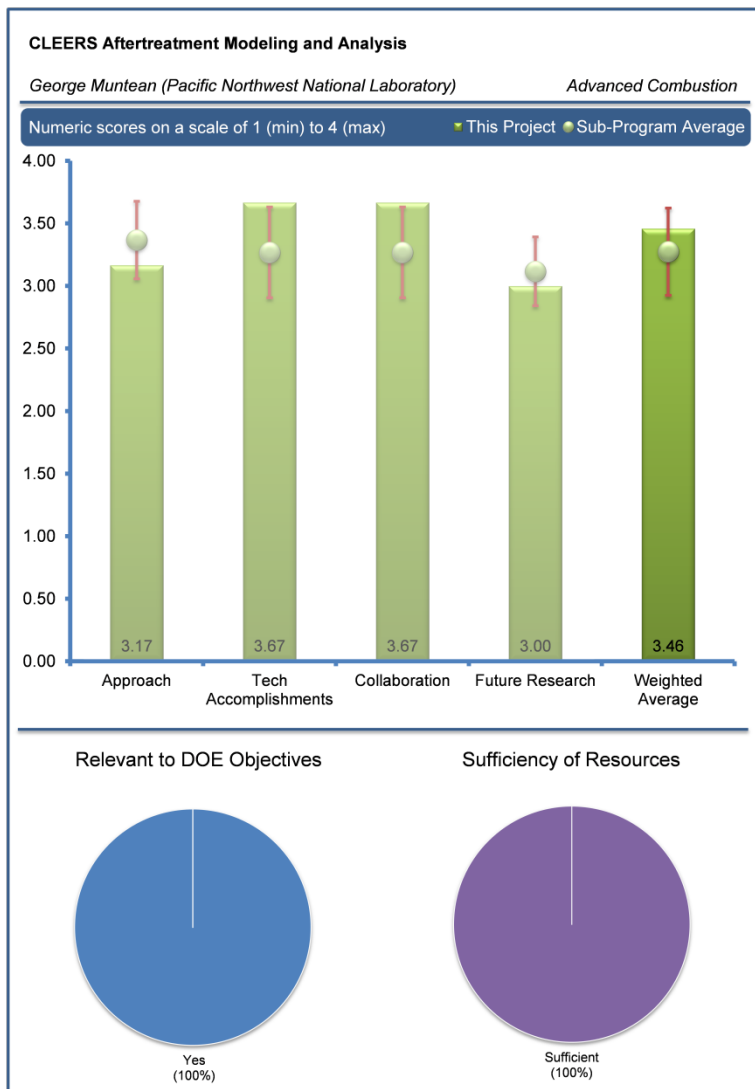 CLEERS Aftertreatment Modeling and Analysis
George Muntean (Pacific Northwest National Laboratory) Advanced Combustion
Numeric scores on a scale of 1 (min) to 4 (max) This Project Sub-Program Average
4.00
3.50
3.00
2.50
2.00
1.50
1.00
0.50
0.00
3.17 3.67 3.67 3.00 3.46
Approach Tech Collaboration Future Research Weighted
Accomplishments Average
Relevant to DOE Objectives Sufficiency of Resources
Yes Sufficient
(100%) (100%)